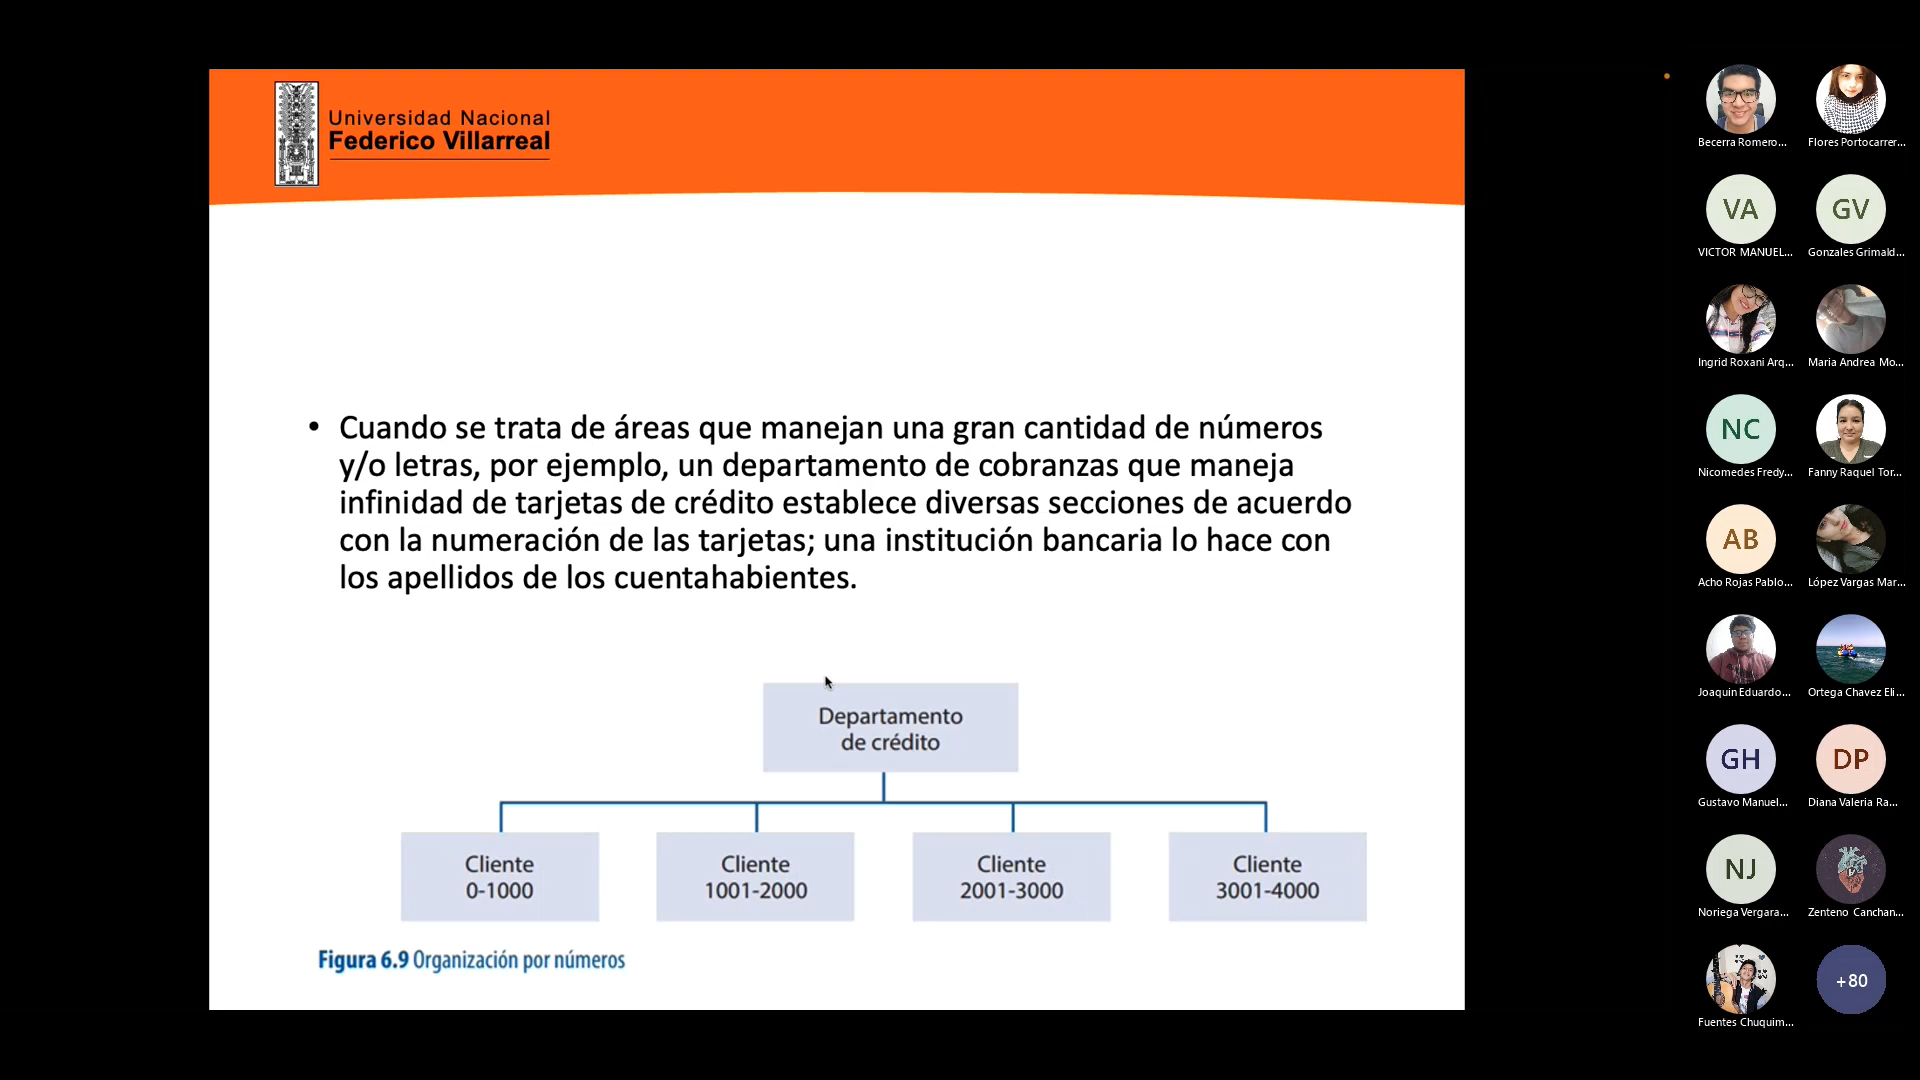 Universidad Nacional
Federico Villarreal
• Cuando se trata de áreas que manejan una gran cantidad de números
y/o letras, por ejemplo, un departamento de cobranzas que maneja
infinidad de tarjetas de crédito establece diversas secciones de acuerdo
con la numeración de las tarjetas; una institución bancaria lo hace con
los apellidos de los cuentahabientes.
Departamento
de crédito
Cliente
0-1000
Cliente
1001-2000
Cliente
2001-3000
Cliente
3001-4000
Figura 6.9 Organización por números
Becerra Romero...
Flores Portocarrer...
VA
VICTOR MANUEL...
GV
Gonzales Grimald...
Ingrid Roxani Arq...
Maria Andrea Mo...
NC
Nicomedes Fredy...
Fanny Raquel Tor...
AB
Acho Rojas Pablo...
López Vargas Mar...
Joaquin Eduardo...
Ortega Chavez Eli...
GH
Gustavo Manuel...
DP
Diana Valeria Ra...
NJ
Noriega Vergara...
Zenteno Canchan...
Fuentes Chuquim...
+80